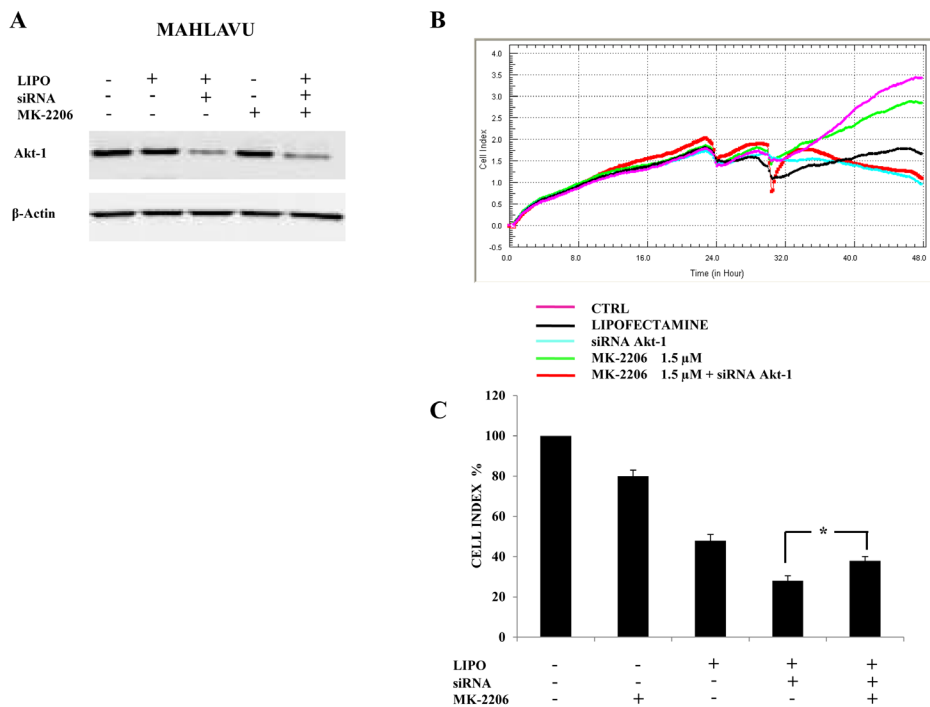 A
MAHLAVU
LIPO - + + - +
siRNA - - + - +
MK-2206 - - - + +
Akt-1
β-Actin
B
4.0
3.5
3.0
2.5
2.0
1.5
1.0
0.5
0.0
-0.5
Cell Index
0.0 8.0 16.0 24.0 32.0 40.0 48.0
Time (in Hour)
CTRL
LIPOFECTAMINE
siRNA Akt-1
MK-2206 1.5 µM
MK-2206 1.5 µM + siRNA Akt-1
C
120
100
80
60
40
20
0
CELL INDEX %
*
LIPO - - + + +
siRNA - - - + +
MK-2206 - + - - +